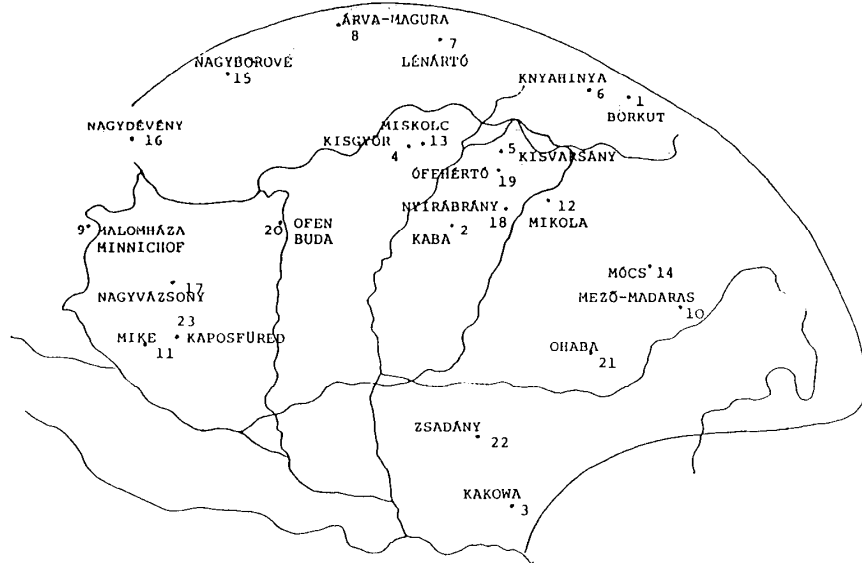 ÁRVA-MAGURA
8
7
LÉNÁRTÓ
NAGYBOROVÉ
15
KNYAHINYA
6
1
BORKUT
NAGYDÉVÉNY
16
MISKOLC
KISGYŐR
4
13
5
KISVARSÁNY
ÓFEHÉRTÓ
19
NYIRÁBRÁNY
18
12
MIKOLA
9
MALOMHÁZA
MINNICHOF
20
OFEN
BUDA
KABA
2
MÓCS
14
MEZŐ-MADARAS
10
17
NAGYVÁZSONY
23
MIKE
KAPOSFÜRED
11
OHABA
21
ZSADÁNY
22
KAKOWA
3